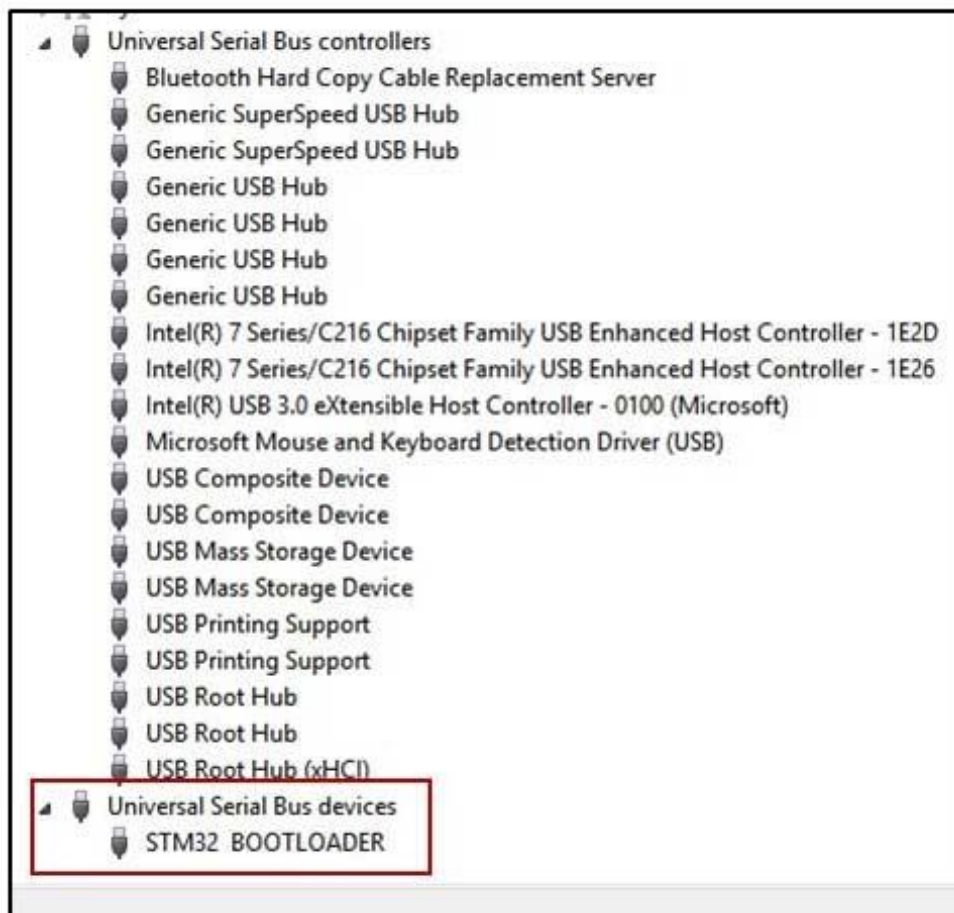 Universal Serial Bus controllers
Bluetooth Hard Copy Cable Replacement Server
Generic SuperSpeed USB Hub
Generic SuperSpeed USB Hub
Generic USB Hub
Generic USB Hub
Generic USB Hub
Generic USB Hub
Intel(R) 7 Series/C216 Chipset Family USB Enhanced Host Controller - 1E2D
Intel(R) 7 Series/C216 Chipset Family USB Enhanced Host Controller - 1E26
Intel(R) USB 3.0 eXtensible Host Controller - 0100 (Microsoft)
Microsoft Mouse and Keyboard Detection Driver (USB)
USB Composite Device
USB Composite Device
USB Mass Storage Device
USB Mass Storage Device
USB Printing Support
USB Printing Support
USB Root Hub
USB Root Hub
USB Root Hub (xHCI)
Universal Serial Bus devices
STM32 BOOTLOADER